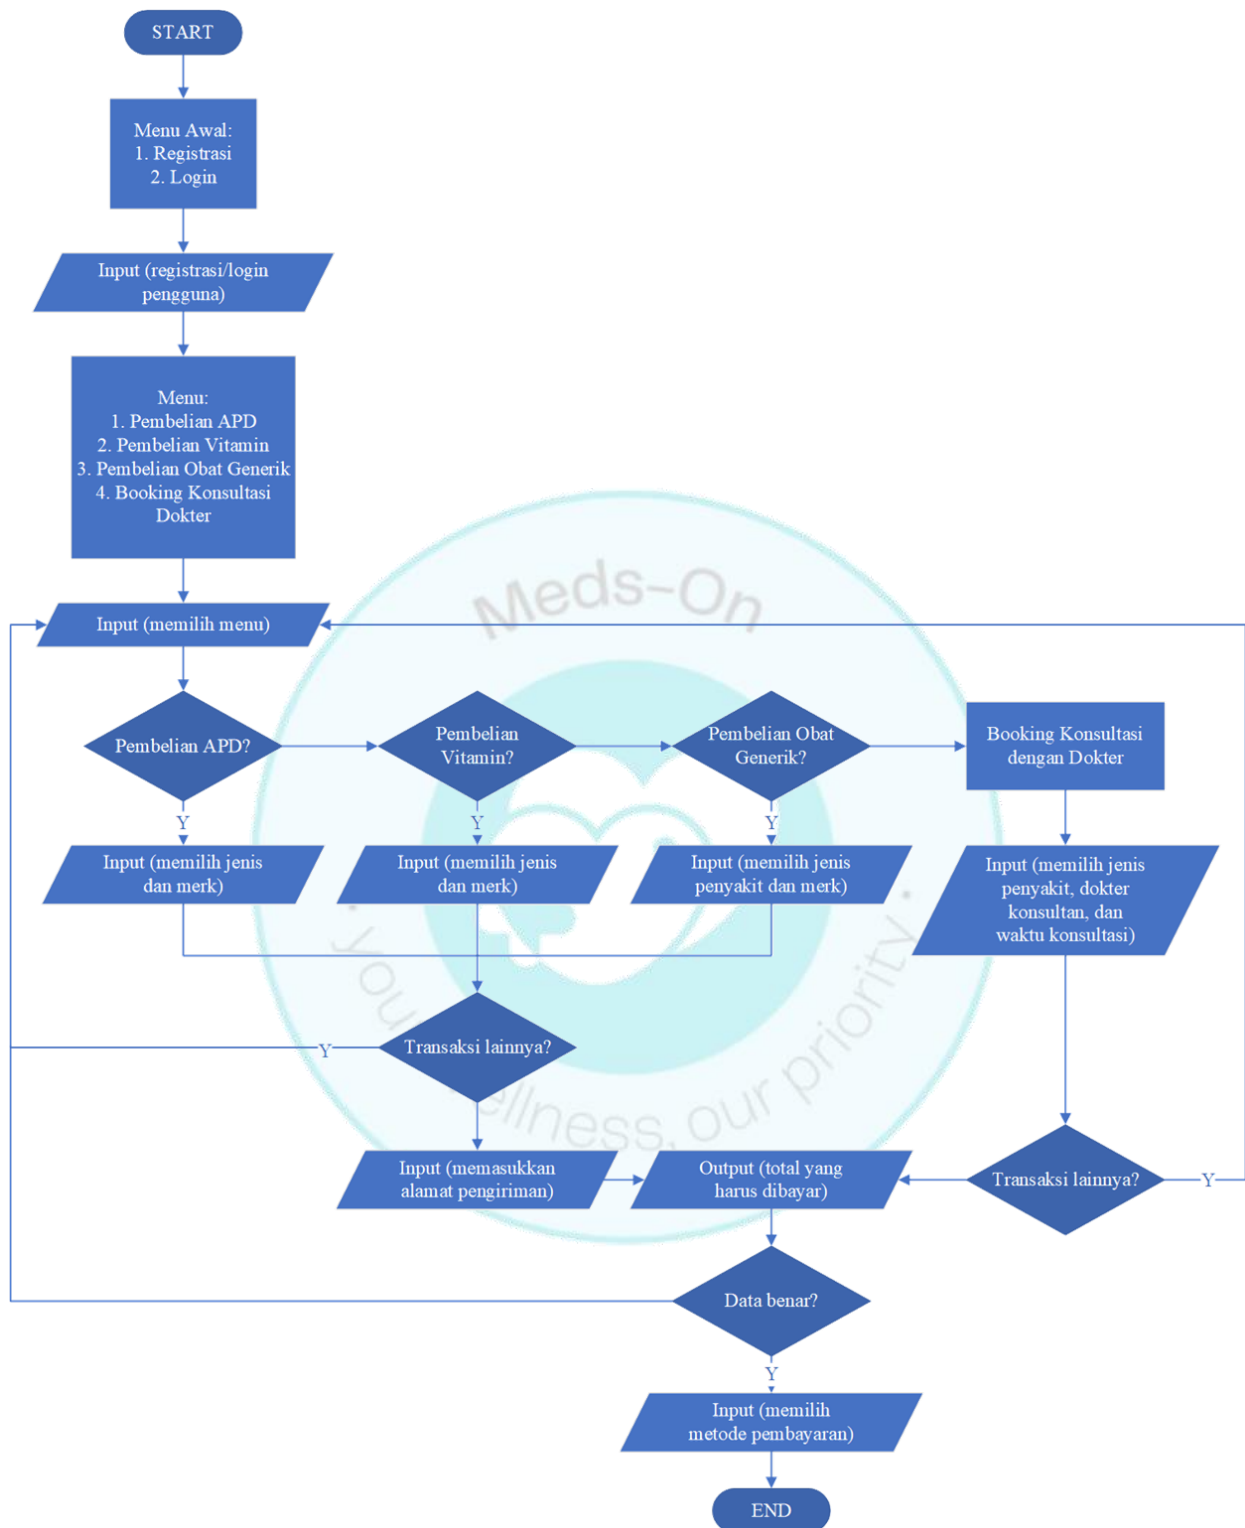 START
Menu Awal:
1. Registrasi
2. Login
Input (registrasi/login
pengguna)
Menu:
1. Pembelian APD
2. Pembelian Vitamin
3. Pembelian Obat Generik
4. Booking Konsultasi
Dokter
Meds-On
Input (memilih menu)
Pembelian APD?
Pembelian
Vitamin?
Pembelian Obat
Generik?
Booking Konsultasi
dengan Dokter
Y
Y
Y
Input (memilih jenis
dan merk)
Input (memilih jenis
dan merk)
Input (memilih jenis
penyakit dan merk)
Input (memilih jenis
penyakit, dokter
konsultan, dan
waktu konsultasi)
Transaksi lainnya?
Y
our priority
Input (memasukkan
alamat pengiriman)
Output (total yang
harus dibayar)
Transaksi lainnya?
Y
Data benar?
Y
Input (memilih
metode pembayaran)
END